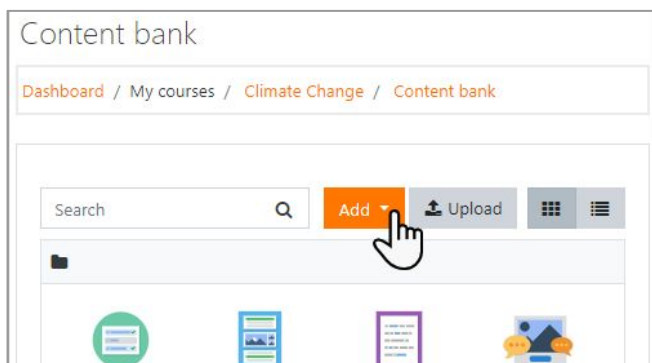 Content bank
Dashboard / My courses / Climate Change / Content bank
Search Add Upload